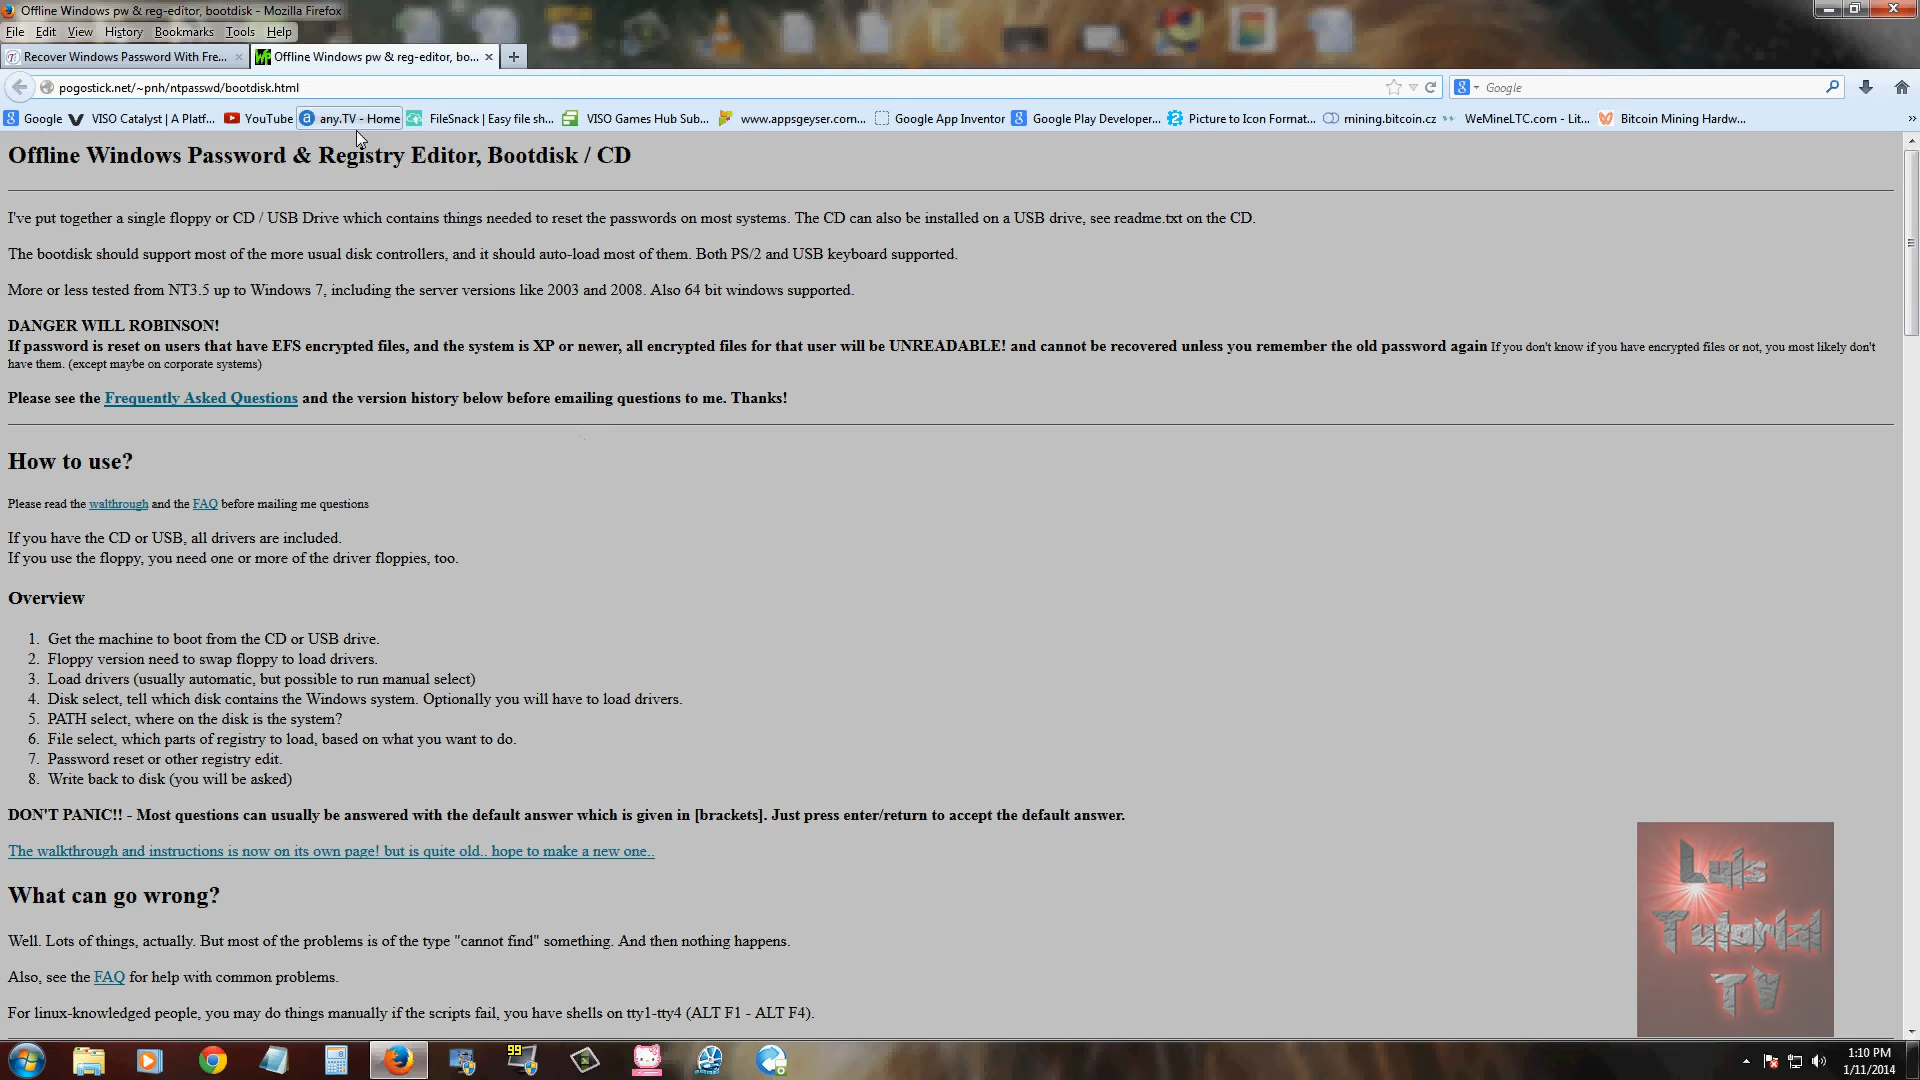 Offline Windows pw & reg-editor, bootdisk - Mozilla Firefox
File Edit View History Bookmarks Tools Help
Recover Windows Password With Fre... Offline Windows pw & reg-editor, bo...
pogostick.net/~pnh/ntpasswd/bootdisk.html Google
Google VISO Catalyst | A Platf... YouTube any.TV - Home FileSnack | Easy file sh... VISO Games Hub Sub... www.appsgeyser.com... Google App Inventor Google Play Developer... Picture to Icon Format... mining.bitcoin.cz WeMineLTC.com - Lit... Bitcoin Mining Hardw...
Offline Windows Password & Registry Editor, Bootdisk / CD
I've put together a single floppy or CD / USB Drive which contains things needed to reset the passwords on most systems. The CD can also be installed on a USB drive, see readme.txt on the CD.
The bootdisk should support most of the more usual disk controllers, and it should auto-load most of them. Both PS/2 and USB keyboard supported.
More or less tested from NT3.5 up to Windows 7, including the server versions like 2003 and 2008. Also 64 bit windows supported.
DANGER WILL ROBINSON!
If password is reset on users that have EFS encrypted files, and the system is XP or newer, all encrypted files for that user will be UNREADABLE! and cannot be recovered unless you remember the old password again If you don't know if you have encrypted files or not, you most likely don't
have them. (except maybe on corporate systems)
Please see the Frequently Asked Questions and the version history below before emailing questions to me. Thanks!
How to use?
Please read the walthrough and the FAQ before mailing me questions
If you have the CD or USB, all drivers are included.
If you use the floppy, you need one or more of the driver floppies, too.
Overview
1. Get the machine to boot from the CD or USB drive.
2. Floppy version need to swap floppy to load drivers.
3. Load drivers (usually automatic, but possible to run manual select)
4. Disk select, tell which disk contains the Windows system. Optionally you will have to load drivers.
5. PATH select, where on the disk is the system?
6. File select, which parts of registry to load, based on what you want to do.
7. Password reset or other registry edit.
8. Write back to disk (you will be asked)
DON'T PANIC!! - Most questions can usually be answered with the default answer which is given in [brackets]. Just press enter/return to accept the default answer.
The walkthrough and instructions is now on its own page! but is quite old.. hope to make a new one..
What can go wrong?
Well. Lots of things, actually. But most of the problems is of the type "cannot find" something. And then nothing happens.
Also, see the FAQ for help with common problems.
For linux-knowledged people, you may do things manually if the scripts fail, you have shells on tty1-tty4 (ALT F1 - ALT F4).
Luis
Tutorial
TV
99
1:10 PM
1/11/2014